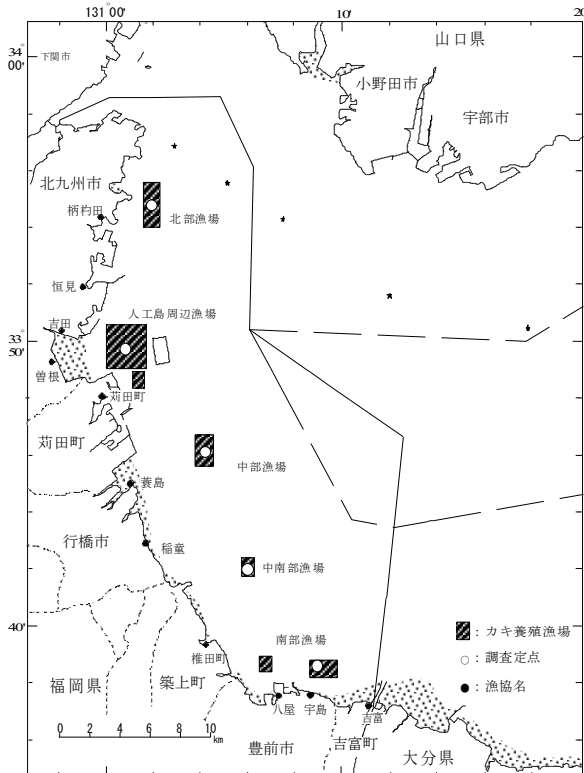 131 00′
10′
20
34° 00′
下関市
山口県
小野田市
宇部市
北九州市
柄杓田
北部漁場
恒見
人工島周辺漁場
吉田
33° 50′
曽根
苅田町
苅田町
中部漁場
蓑島
行橋市
稲童
中南部漁場
40′
南部漁場
：カキ養殖漁場
：調査定点
：漁協名
椎田町
福岡県
築上町
八屋
宇島
吉富
0 2 4 6 8 10 km
豊前市
吉富町
大分県